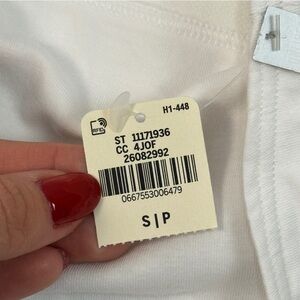 H1-448
RFID
ST 11171936
CC 4JOF
26082992
0667553006479
S|P